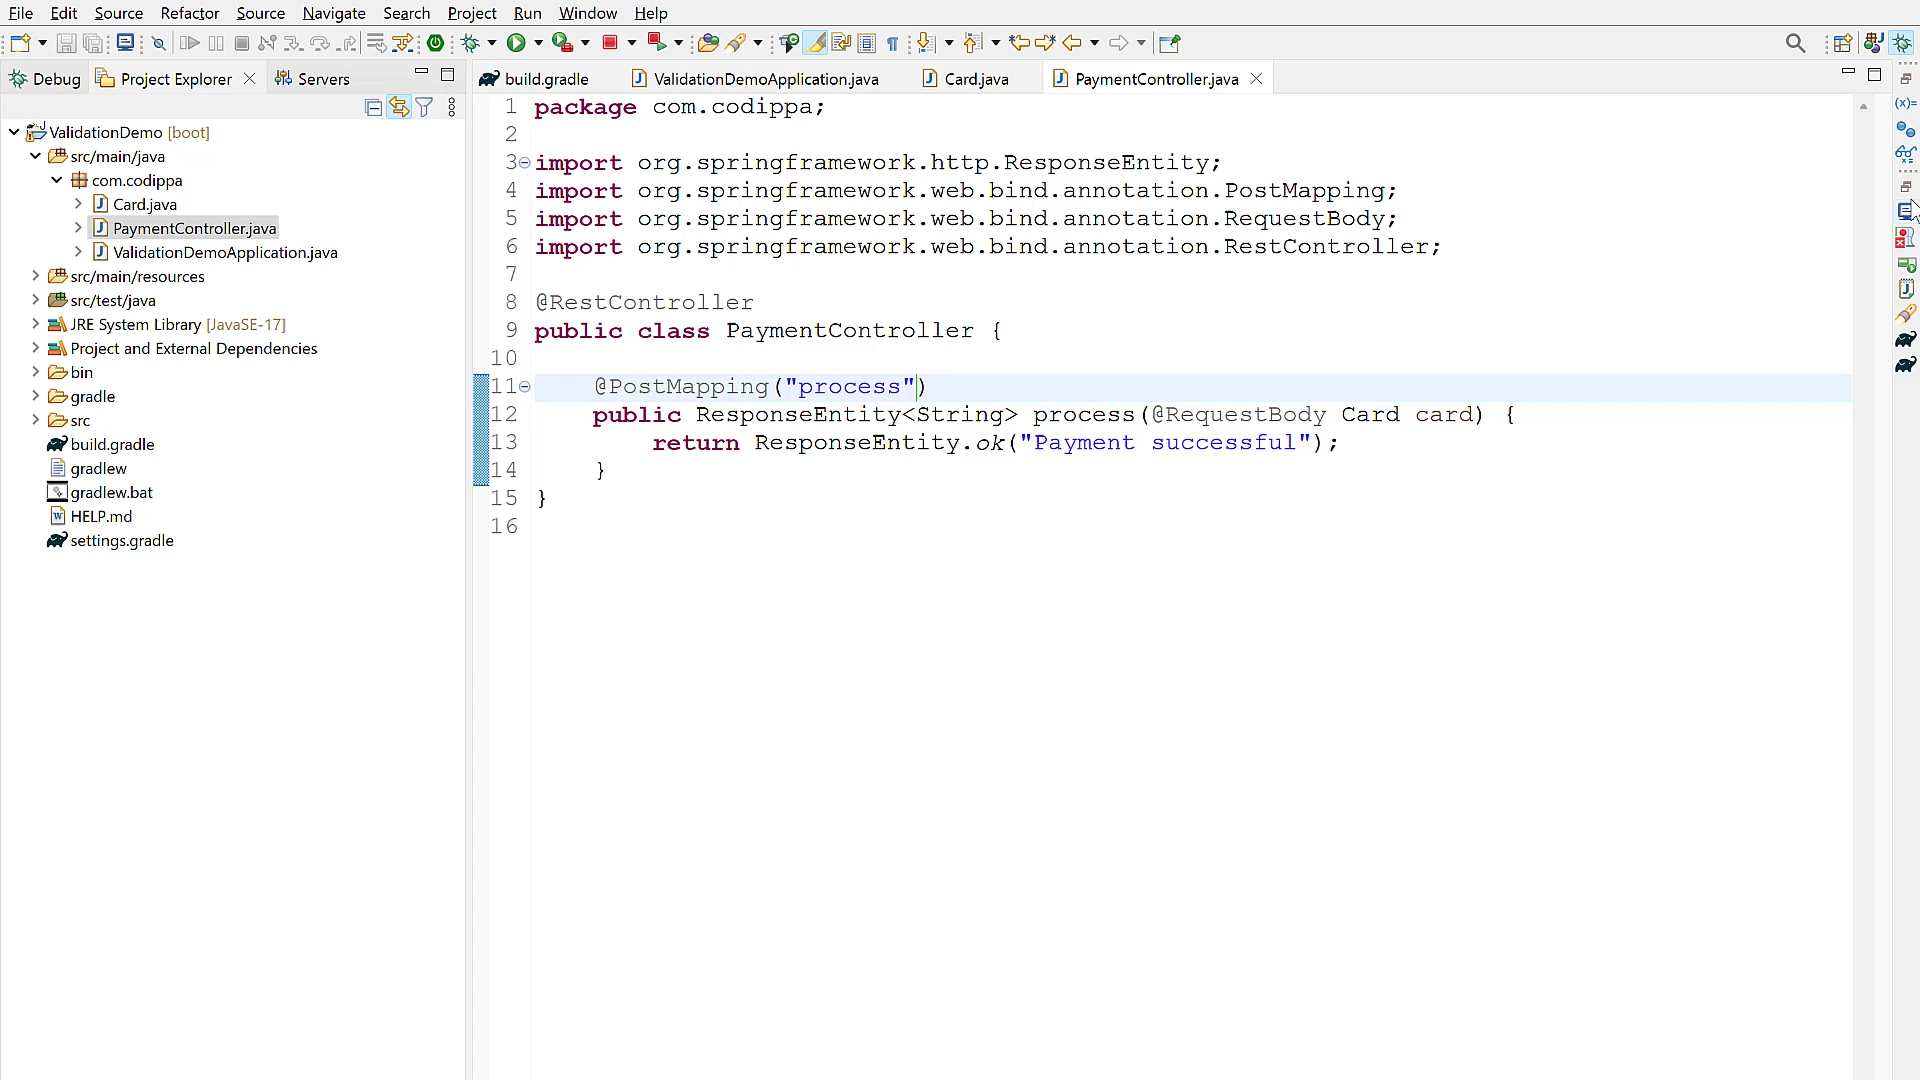 File Edit Source Refactor Source Navigate Search Project Run Window Help
Debug Project Explorer Servers
build.gradle ValidationDemoApplication.java Card.java PaymentController.java
ValidationDemo [boot]
src/main/java
com.codippa
Card.java
PaymentController.java
ValidationDemoApplication.java
src/main/resources
src/test/java
JRE System Library [JavaSE-17]
Project and External Dependencies
bin
gradle
src
build.gradle
gradlew
gradlew.bat
HELP.md
settings.gradle
1 package com.codippa;
2
3 import org.springframework.http.ResponseEntity;
4 import org.springframework.web.bind.annotation.PostMapping;
5 import org.springframework.web.bind.annotation.RequestBody;
6 import org.springframework.web.bind.annotation.RestController;
7
8 @RestController
9 public class PaymentController {
10
11 @PostMapping("process")
12 public ResponseEntity<String> process(@RequestBody Card card) {
13 return ResponseEntity.ok("Payment successful");
14 }
15 }
16